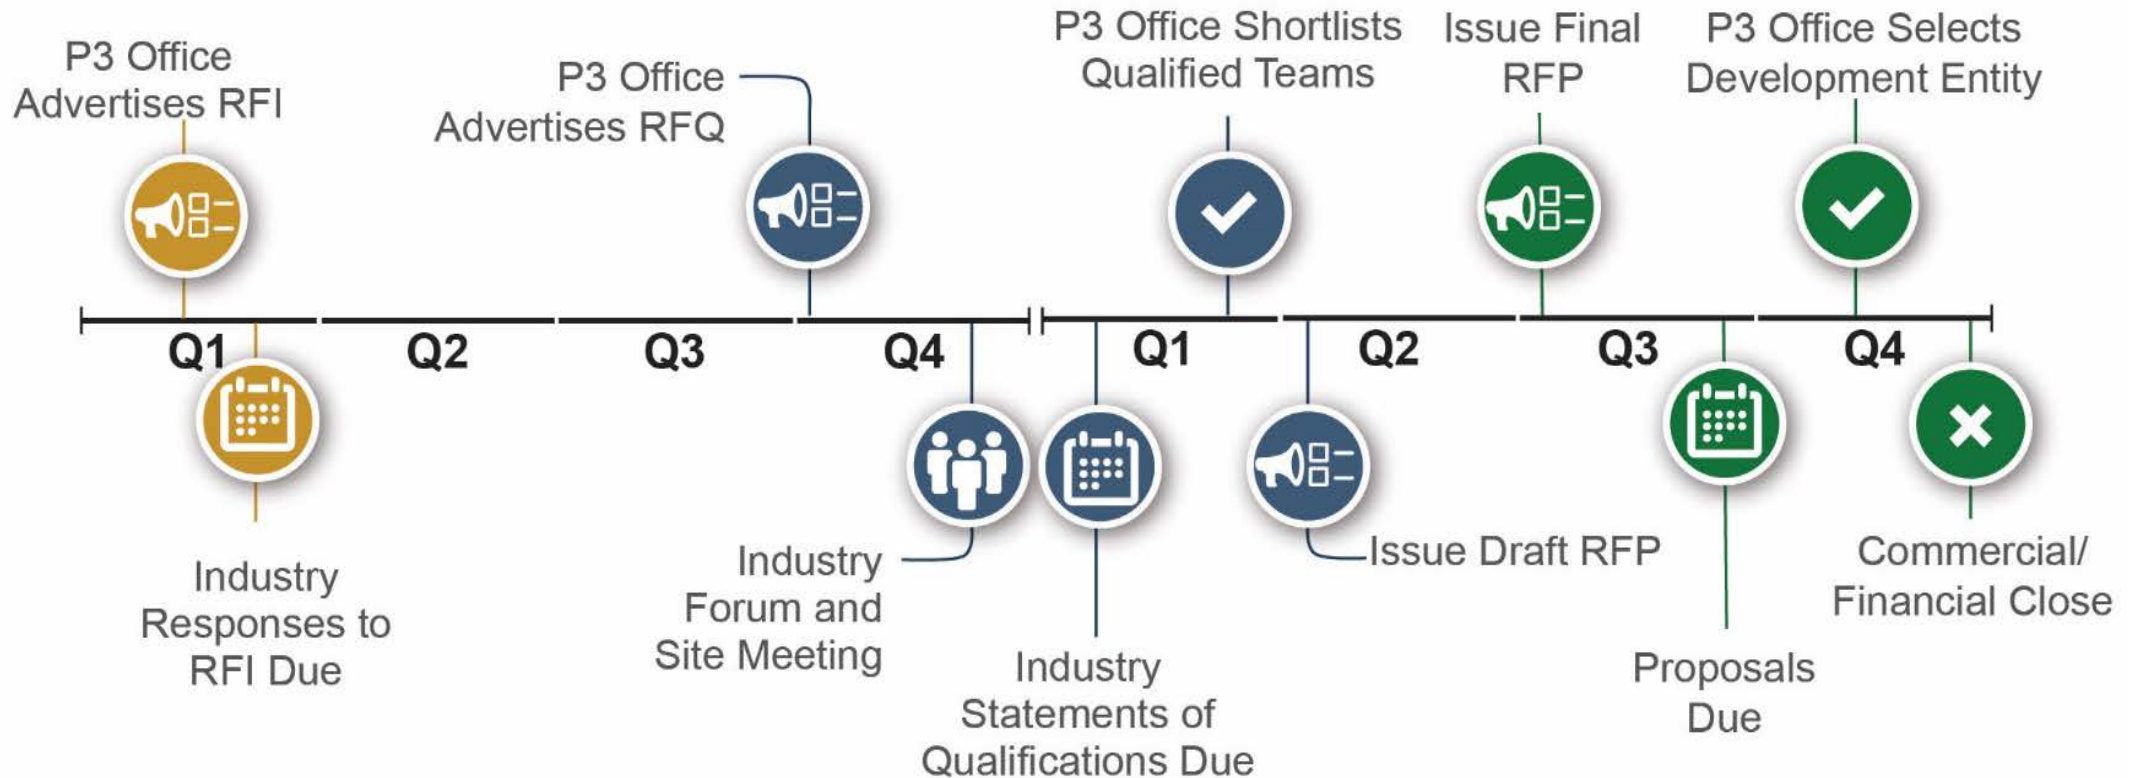 P3 Office
Advertises RFI
P3 Office
Advertises RFQ
P3 Office Shortlists
Qualified Teams
Issue Final
RFP
P3 Office Selects
Development Entity
Q1
Q2
Q3
Q4
Q1
Q2
Q3
Q4
Industry
Responses to
RFI Due
Industry
Forum and
Site Meeting
Industry
Statements of
Qualifications Due
Issue Draft RFP
Proposals
Due
Commercial/
Financial Close